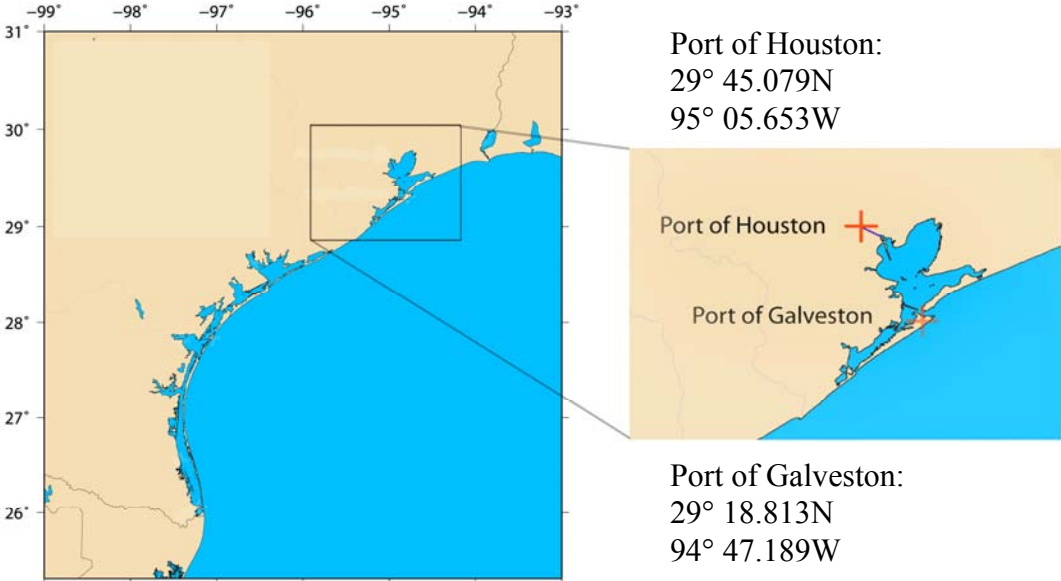 −99 −98 −97 −96 −95 −94 −93
31°
30°
29°
28°
27°
26°
Port of Houston:
29° 45.079N
95° 05.653W
Port of Houston
Port of Galveston
Port of Galveston:
29° 18.813N
94° 47.189W